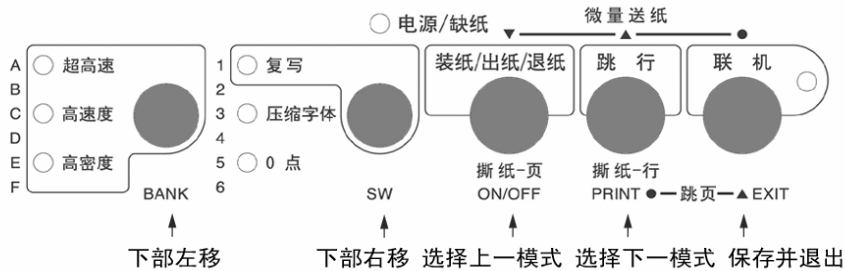 电源/缺纸 微量送纸
A 超高速 1 复写 装纸/出纸/退纸 跳行 联机
B 2
C 高速度 3 压缩字体
D 4
E 高密度 5 0点 撕纸-页 撕纸-行
F BANK 6 SW ON/OFF PRINT 跳页 EXIT
下部左移 下部右移 选择上一模式 选择下一模式 保存并退出